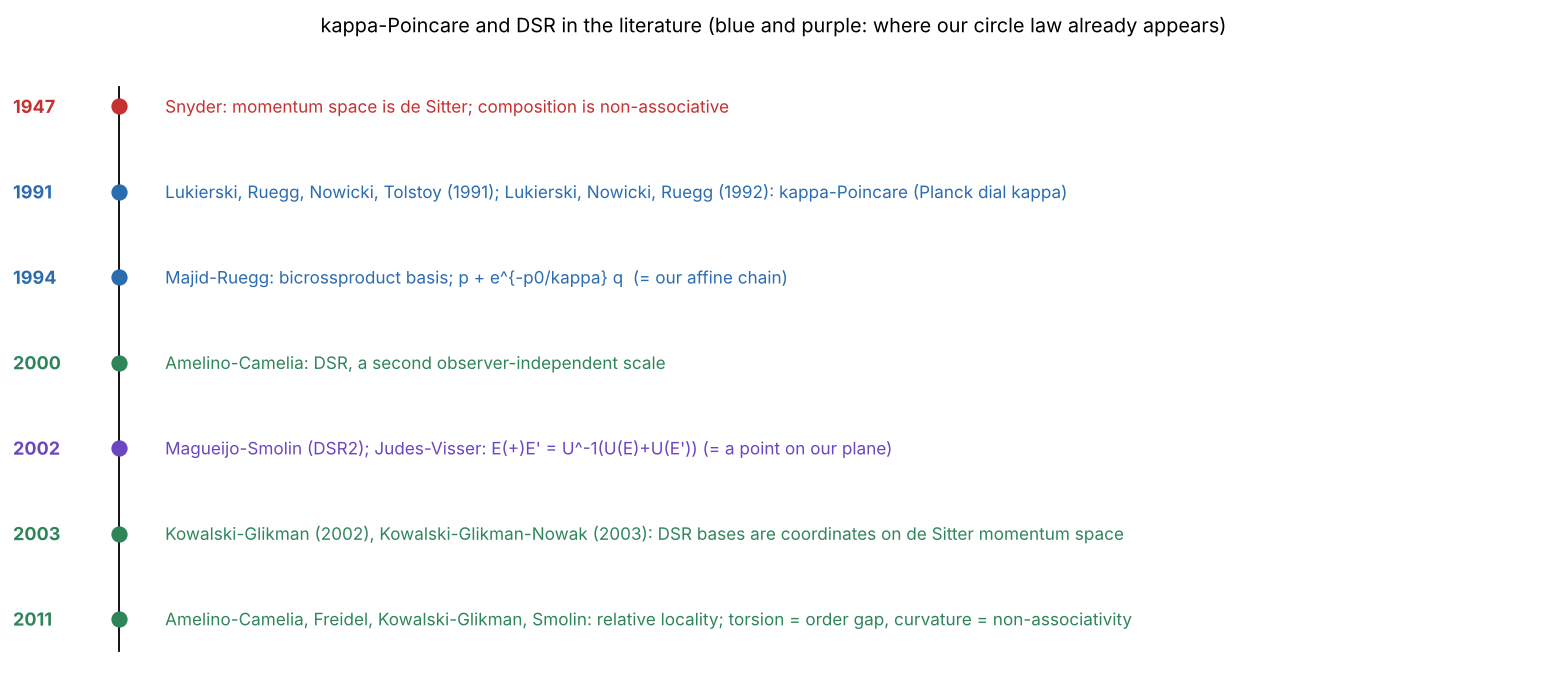 kappa-Poincare and DSR in the literature (blue and purple: where our circle law already appears)
1947 Snyder: momentum space is de Sitter; composition is non-associative
1991 Lukierski, Ruegg, Nowicki, Tolstoy (1991); Lukierski, Nowicki, Ruegg (1992): kappa-Poincare (Planck dial kappa)
1994 Majid-Ruegg: bicrossproduct basis; p + e^{-p0/kappa} q  (= our affine chain)
2000 Amelino-Camelia: DSR, a second observer-independent scale
2002 Magueijo-Smolin (DSR2); Judes-Visser: E(+)E' = U^-1(U(E)+U(E')) (= a point on our plane)
2003 Kowalski-Glikman (2002), Kowalski-Glikman-Nowak (2003): DSR bases are coordinates on de Sitter momentum space
2011 Amelino-Camelia, Freidel, Kowalski-Glikman, Smolin: relative locality; torsion = order gap, curvature = non-associativity